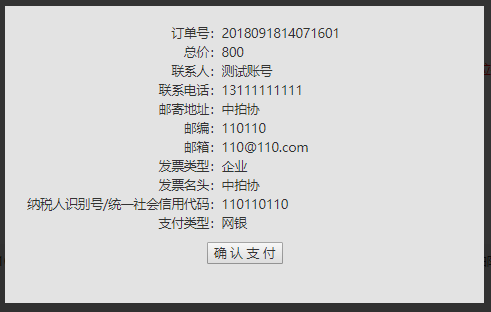 订单号：2018091814071601
总价：800
联系人：测试账号
联系电话：13111111111
邮寄地址：中拍协
邮编：110110
邮箱：110@110.com
发票类型：企业
发票名头：中拍协
纳税人识别号/统一社会信用代码：110110110
支付类型：网银
确认支付